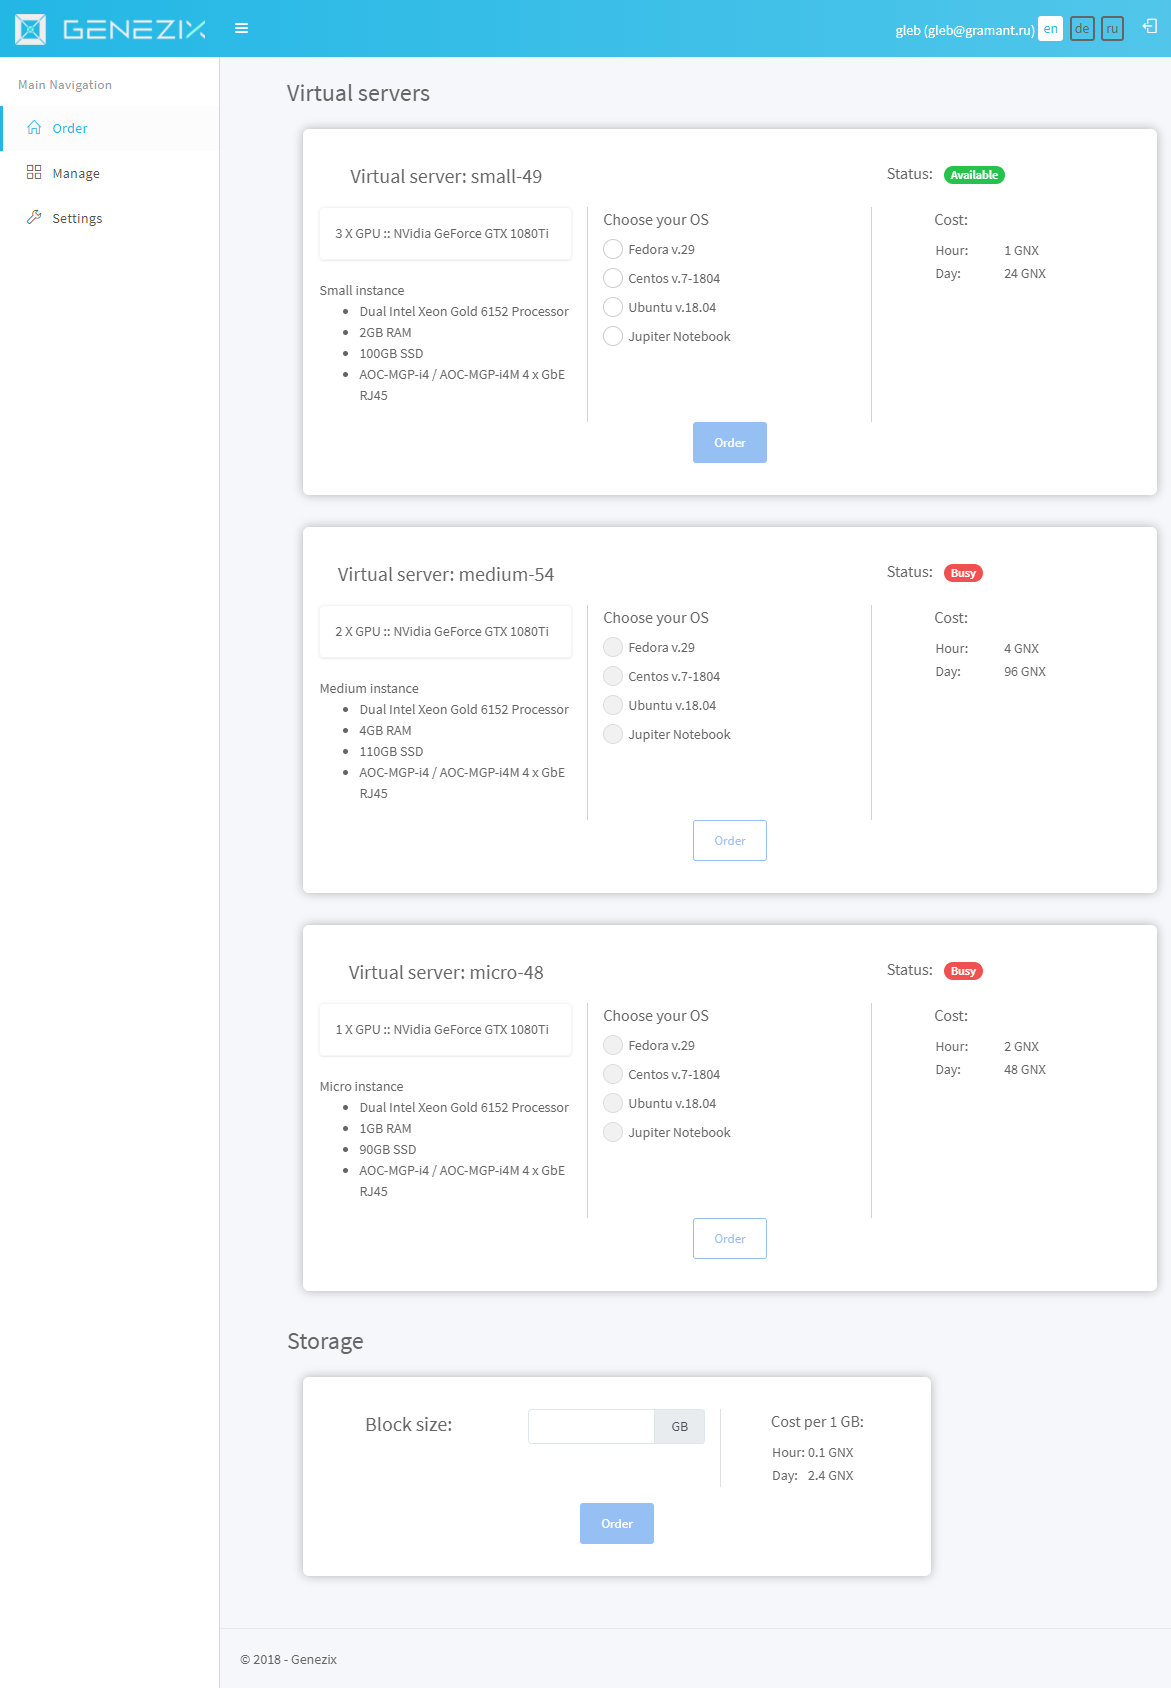 GENEZIX
gleb (gleb@gramant.ru) en de ru
Main Navigation
Order
Manage
Settings
Virtual servers
Virtual server: small-49
Status: Available
3 X GPU :: NVidia GeForce GTX 1080Ti
Small instance
Dual Intel Xeon Gold 6152 Processor
2GB RAM
100GB SSD
AOC-MGP-i4 / AOC-MGP-i4M 4 x GbE
RJ45
Choose your OS
Fedora v.29
Centos v.7-1804
Ubuntu v.18.04
Jupiter Notebook
Cost:
Hour: 1 GNX
Day: 24 GNX
Order
Virtual server: medium-54
Status: Busy
2 X GPU :: NVidia GeForce GTX 1080Ti
Medium instance
Dual Intel Xeon Gold 6152 Processor
4GB RAM
110GB SSD
AOC-MGP-i4 / AOC-MGP-i4M 4 x GbE
RJ45
Choose your OS
Fedora v.29
Centos v.7-1804
Ubuntu v.18.04
Jupiter Notebook
Cost:
Hour: 4 GNX
Day: 96 GNX
Order
Virtual server: micro-48
Status: Busy
1 X GPU :: NVidia GeForce GTX 1080Ti
Micro instance
Dual Intel Xeon Gold 6152 Processor
1GB RAM
90GB SSD
AOC-MGP-i4 / AOC-MGP-i4M 4 x GbE
RJ45
Choose your OS
Fedora v.29
Centos v.7-1804
Ubuntu v.18.04
Jupiter Notebook
Cost:
Hour: 2 GNX
Day: 48 GNX
Order
Storage
Block size: GB
Cost per 1 GB:
Hour: 0.1 GNX
Day: 2.4 GNX
Order
© 2018 - Genezix